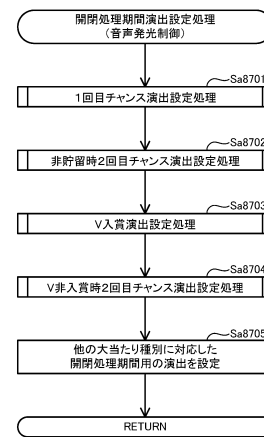 開閉処理期間演出設定処理
(音声発光制御)
Sa8701
1回目チャンス演出設定処理
Sa8702
非貯留時2回目チャンス演出設定処理
Sa8703
V入賞演出設定処理
Sa8704
V非入賞時2回目チャンス演出設定処理
Sa8705
他の大当たり種別に対応した
開閉処理期間用の演出を設定
RETURN